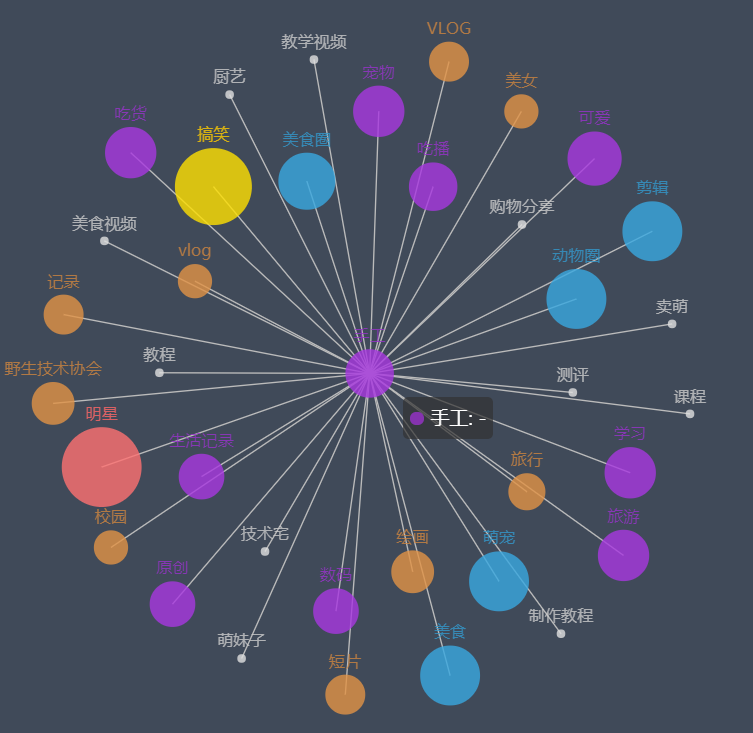 VLOG
教学视频
宠物
厨艺
美女
吃货
可爱
搞笑
美食圈
吃播
剪辑
购物分享
美食视频
vlog
动物圈
记录
卖萌
手工
教程
野生技术协会
测评
课程
明星
手工: -
生活记录
学习
旅行
校园
旅游
技术宅
绘画
萌宠
原创
数码
制作教程
萌妹子
美食
短片